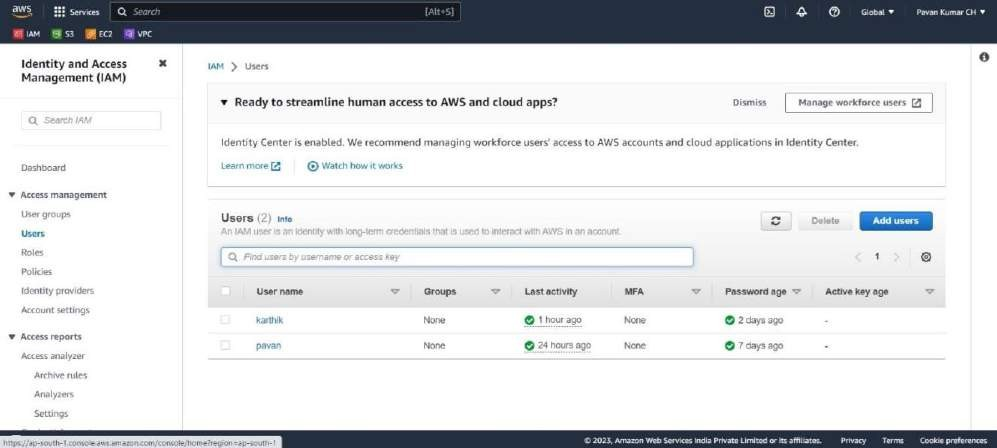 aws
Services
Search
[Alt+S]
Global
Pavan Kumar CH
IAM
S3
EC2
VPC
Identity and Access
Management (IAM)
Search IAM
Dashboard
Access management
User groups
Users
Roles
Policies
Identity providers
Account settings
Access reports
Access analyzer
Archive rules
Analyzers
Settings
IAM > Users
Ready to streamline human access to AWS and cloud apps?
Dismiss
Manage workforce users
Identity Center is enabled. We recommend managing workforce users' access to AWS accounts and cloud applications in Identity Center.
Learn more
Watch how it works
Users (2) Info
An IAM user is an identity with long-term credentials that is used to interact with AWS in an account.
Delete
Add users
Find users by username or access key
1
User name Groups Last activity MFA Password age Active key age
karthik None 1 hour ago None 2 days ago -
pavan None 24 hours ago None 7 days ago -
https://ap-south-1.console.aws.amazon.com/console/home?region=ap-south-1
© 2023, Amazon Web Services India Private Limited or its affiliates. Privacy Terms Cookie preferences